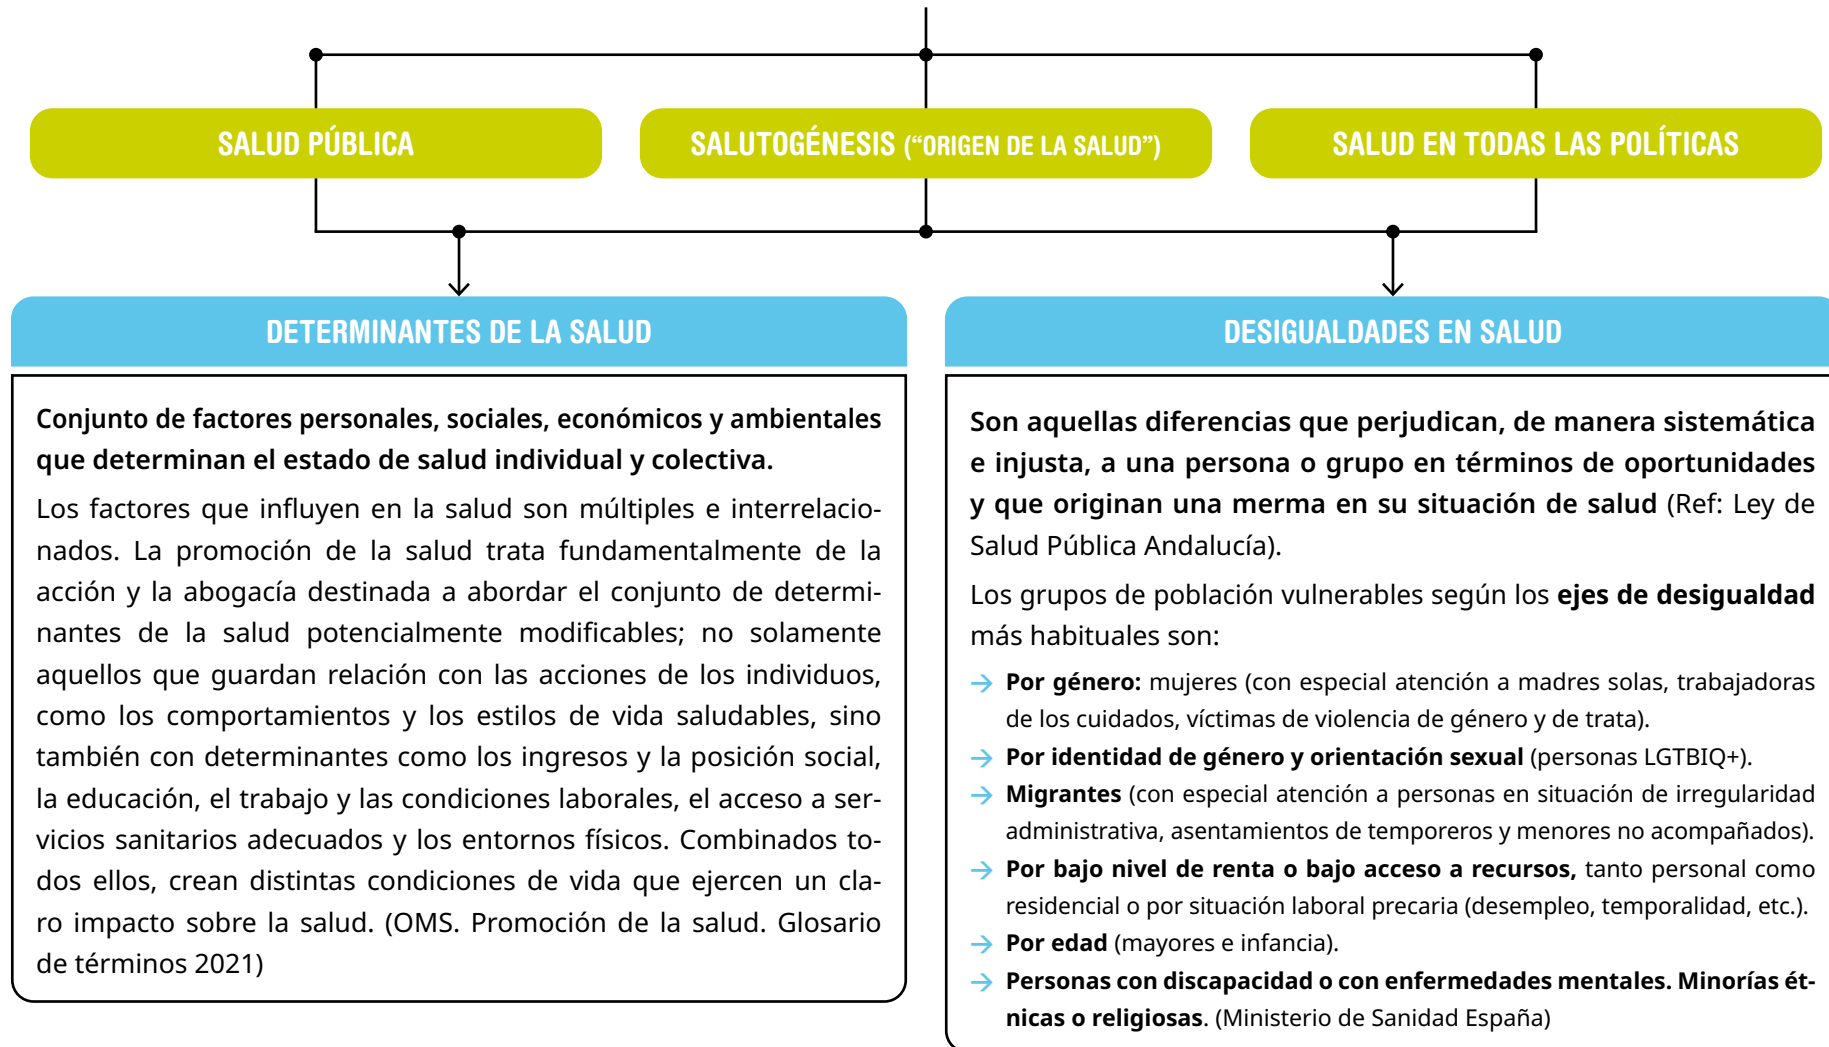 SALUD PÚBLICA
SALUTOGÉNESIS (“ORIGEN DE LA SALUD”)
SALUD EN TODAS LAS POLÍTICAS
DETERMINANTES DE LA SALUD
Conjunto de factores personales, sociales, económicos y ambientales
que determinan el estado de salud individual y colectiva.
Los factores que influyen en la salud son múltiples e interrelacio-
nados. La promoción de la salud trata fundamentalmente de la
acción y la abogacía destinada a abordar el conjunto de determi-
nantes de la salud potencialmente modificables; no solamente
aquellos que guardan relación con las acciones de los individuos,
como los comportamientos y los estilos de vida saludables, sino
también con determinantes como los ingresos y la posición social,
la educación, el trabajo y las condiciones laborales, el acceso a ser-
vicios sanitarios adecuados y los entornos físicos. Combinados to-
dos ellos, crean distintas condiciones de vida que ejercen un cla-
ro impacto sobre la salud. (OMS. Promoción de la salud. Glosario
de términos 2021)
DESIGUALDADES EN SALUD
Son aquellas diferencias que perjudican, de manera sistemática
e injusta, a una persona o grupo en términos de oportunidades
y que originan una merma en su situación de salud (Ref: Ley de
Salud Pública Andalucía).
Los grupos de población vulnerables según los ejes de desigualdad
más habituales son:
→ Por género: mujeres (con especial atención a madres solas, trabajadoras
de los cuidados, víctimas de violencia de género y de trata).
→ Por identidad de género y orientación sexual (personas LGTBIQ+).
→ Migrantes (con especial atención a personas en situación de irregularidad
administrativa, asentamientos de temporeros y menores no acompañados).
→ Por bajo nivel de renta o bajo acceso a recursos, tanto personal como
residencial o por situación laboral precaria (desempleo, temporalidad, etc.).
→ Por edad (mayores e infancia).
→ Personas con discapacidad o con enfermedades mentales. Minorías ét-
nicas o religiosas. (Ministerio de Sanidad España)